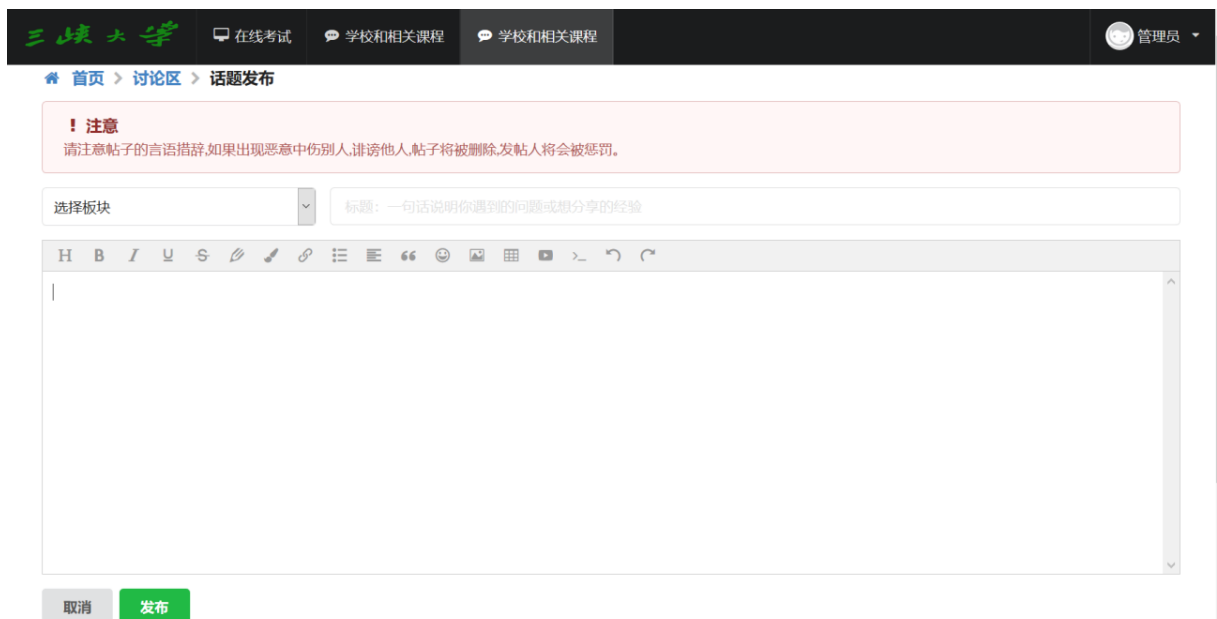 三峡大学 在线考试 学校和相关课程 学校和相关课程 管理员
首页 > 讨论区 > 话题发布
! 注意
请注意帖子的言语措辞,如果出现恶意中伤别人,诽谤他人,帖子将被删除,发帖人将会被惩罚。
选择板块 标题：一句话说明你遇到的问题或想分享的经验
H B I U S
取消 发布